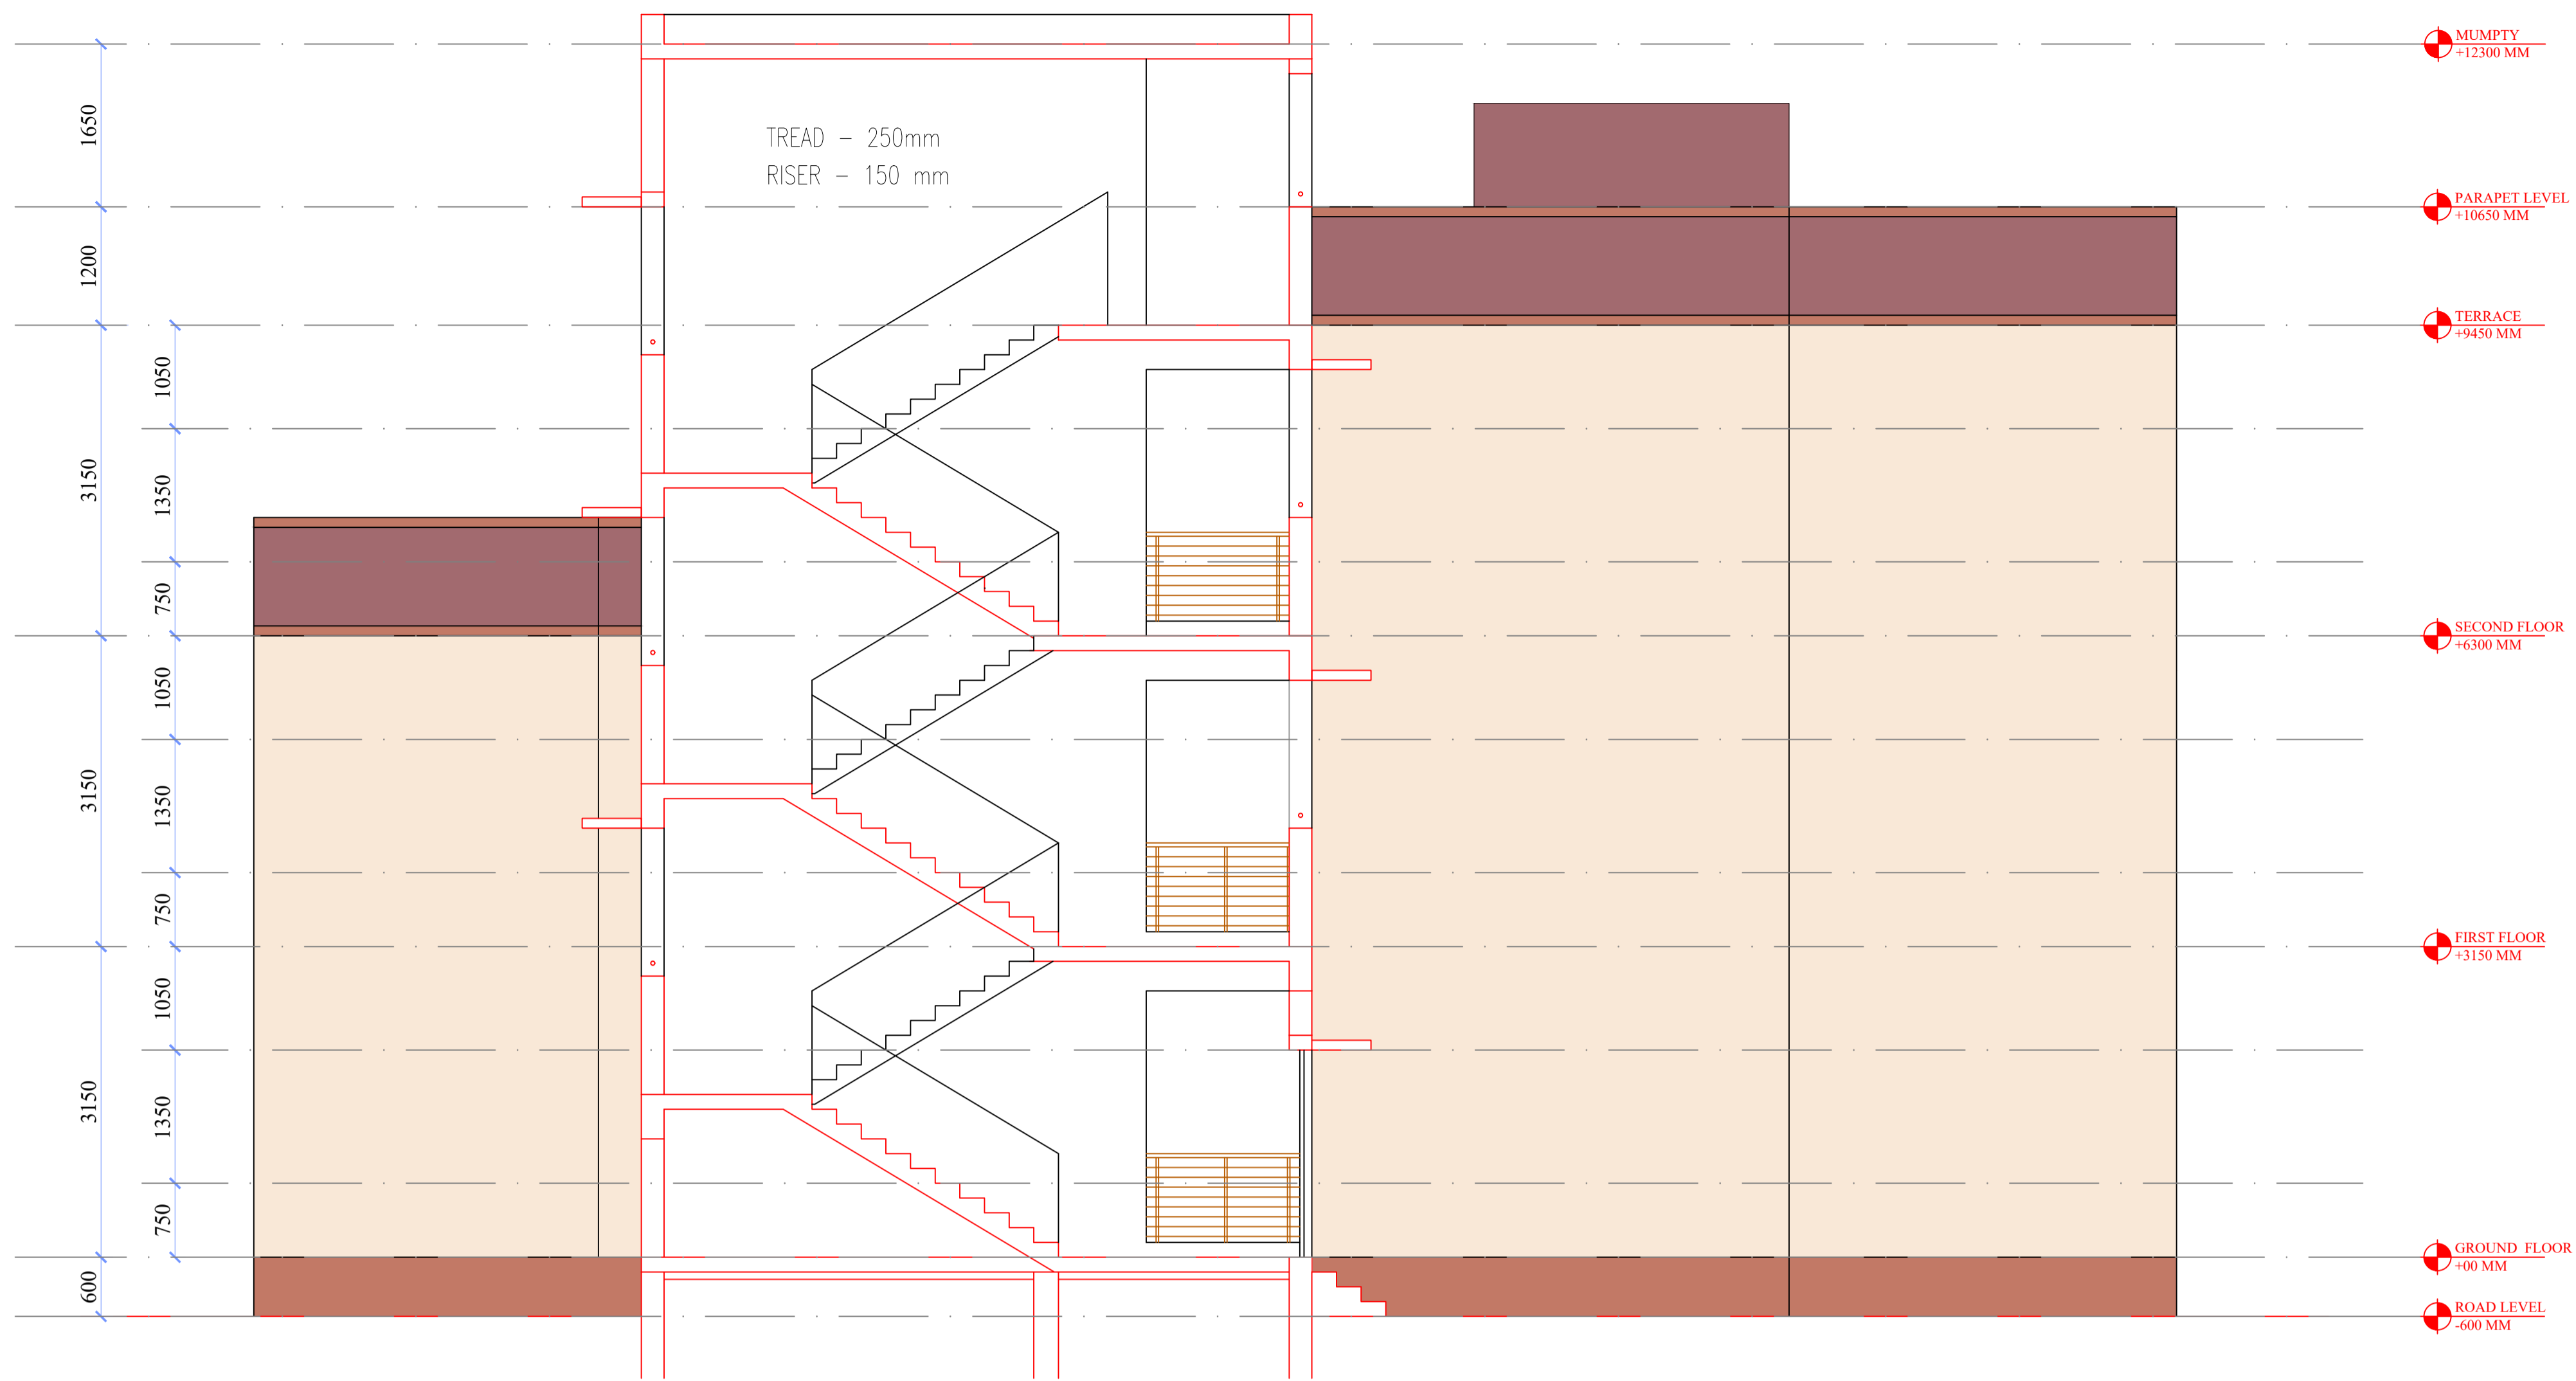 MUMPTY
+12300 MM
1650
TREAD - 250mm
RISER - 150 mm
PARAPET LEVEL
+10650 MM
1200
TERRACE
+9450 MM
1050
3150
1350
750
SECOND FLOOR
+6300 MM
1050
3150
1350
750
FIRST FLOOR
+3150 MM
1050
3150
1350
750
GROUND FLOOR
+00 MM
600
ROAD LEVEL
-600 MM